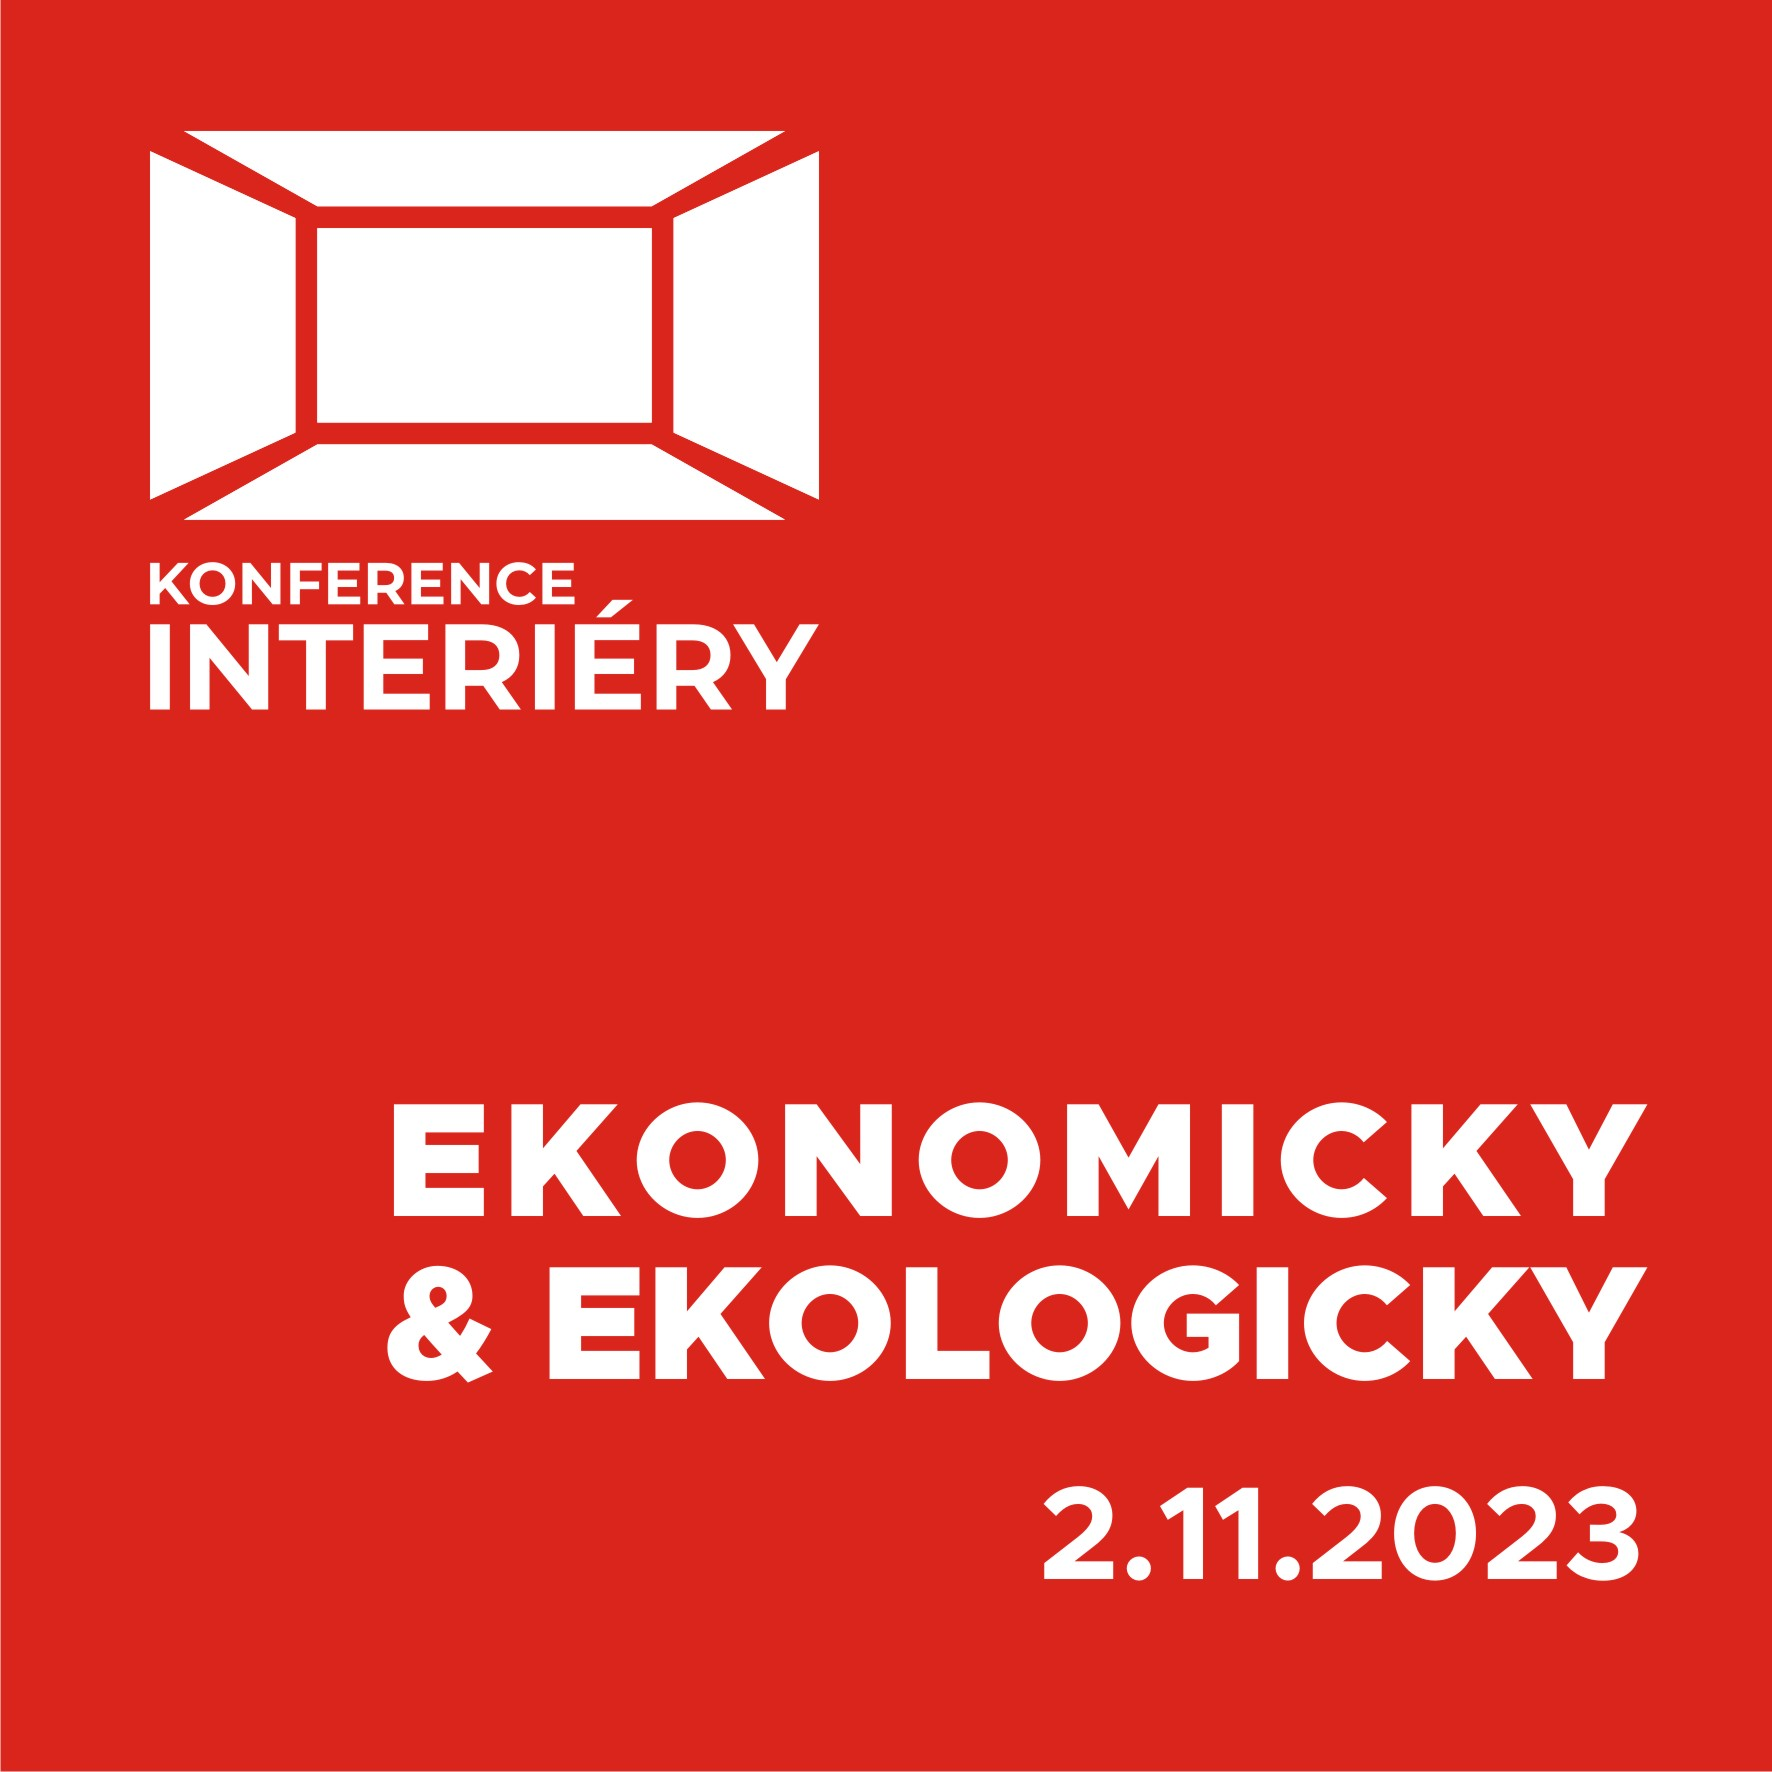 KONFERENCE
INTERIÉRY
EKONOMICKY
& EKOLOGICKY
2.11.2023